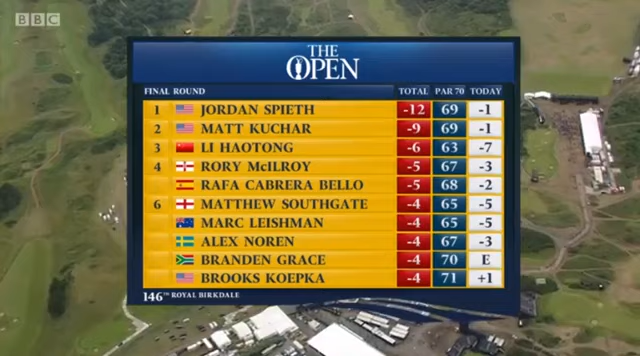 BBC
THE
OPEN
FINAL ROUND TOTAL PAR 70 TODAY
1 JORDAN SPIETH -12 69 -1
2 MATT KUCHAR -9 69 -1
3 LI HAOTONG -6 63 -7
4 RORY McILROY -5 67 -3
RAFA CABRERA BELLO -5 68 -2
6 MATTHEW SOUTHGATE -4 65 -5
MARC LEISHMAN -4 65 -5
ALEX NOREN -4 67 -3
BRANDEN GRACE -4 70 E
BROOKS KOEPKA -4 71 +1
146TH ROYAL BIRKDALE